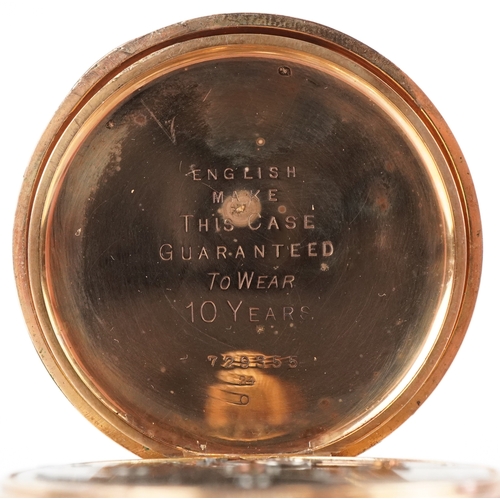 ENGLISH
MAKE
THIS CASE
GUARANTEED
TO WEAR
10 YEARS